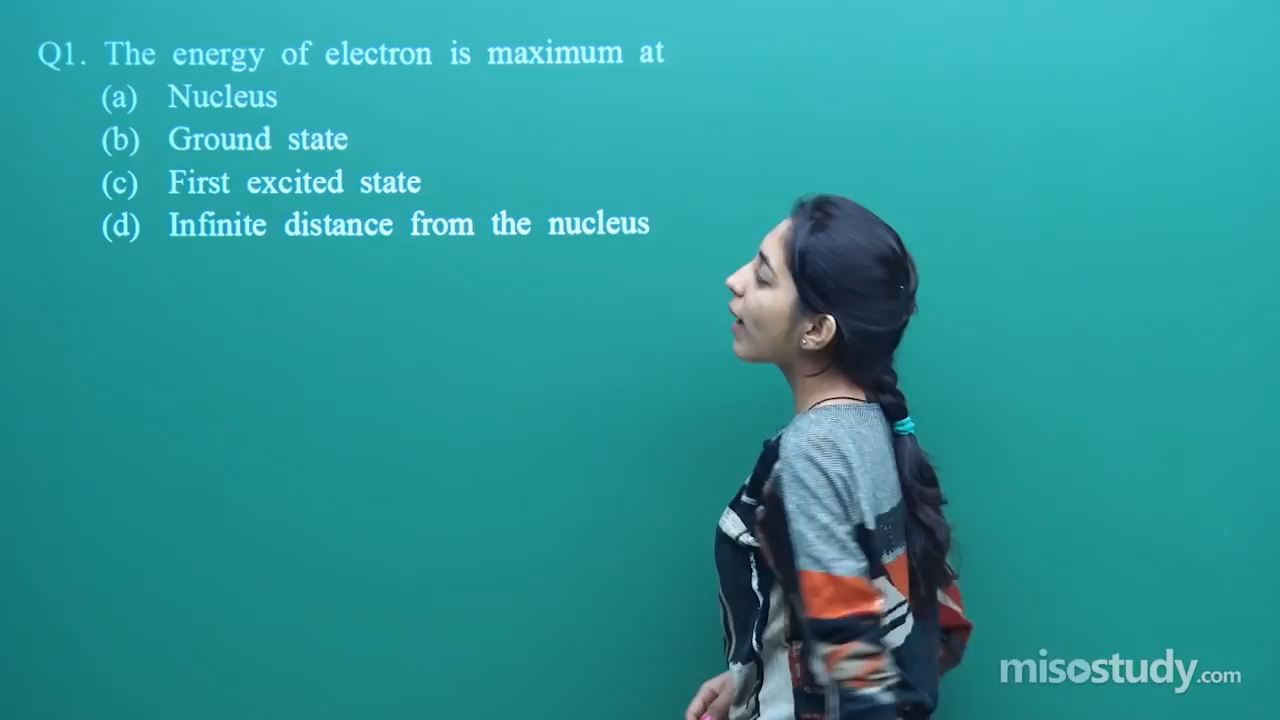 Q1. The energy of electron is maximum at
(a) Nucleus
(b) Ground state
(c) First excited state
(d) Infinite distance from the nucleus
misostudy.com